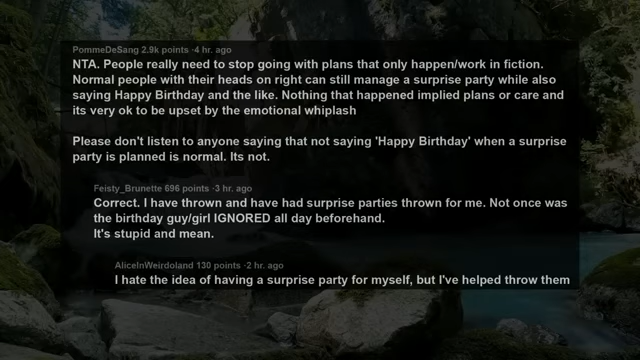 PommeDeSang 2.9k points ·4 hr. ago
NTA. People really need to stop going with plans that only happen/work in fiction.
Normal people with their heads on right can still manage a surprise party while also
saying Happy Birthday and the like. Nothing that happened implied plans or care and
its very ok to be upset by the emotional whiplash
Please don't listen to anyone saying that not saying 'Happy Birthday' when a surprise
party is planned is normal. Its not.
Feisty_Brunette 696 points ·3 hr. ago
Correct. I have thrown and have had surprise parties thrown for me. Not once was
the birthday guy/girl IGNORED all day beforehand.
It's stupid and mean.
AliceInWeirdoland 130 points ·2 hr. ago
I hate the idea of having a surprise party for myself, but I've helped throw them